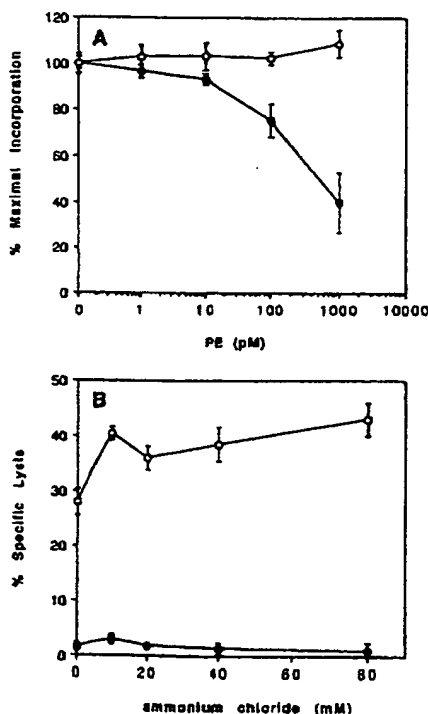 A
120
100
80
60
40
20
0
% Maximal Incorporation
0 1 10 100 1000 10000
PE (pM)
B
50
40
30
20
10
0
% Specific Lysis
0 20 40 60 80
ammonium chloride (mM)